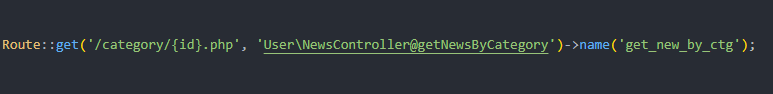 Route::get('/category/{id}.php', 'User\NewsController@getNewsByCategory')->name('get_new_by_ctg');